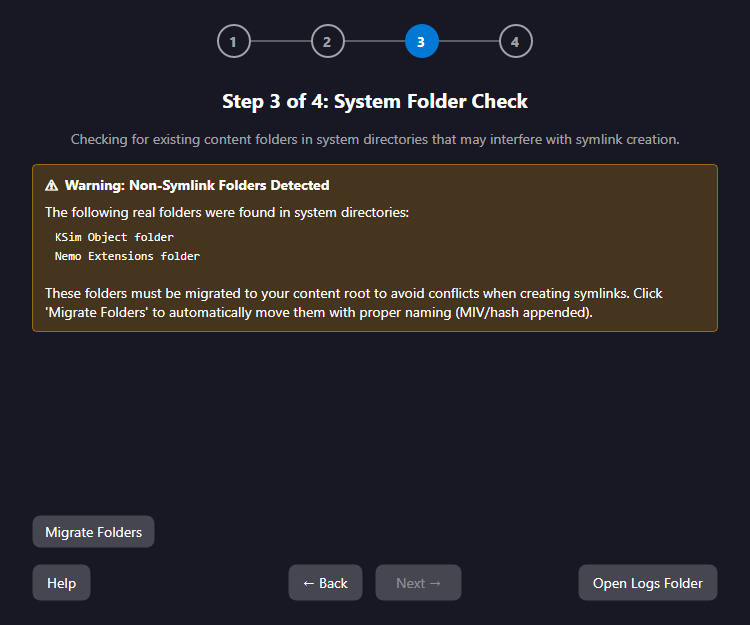 1 2 3 4
Step 3 of 4: System Folder Check
Checking for existing content folders in system directories that may interfere with symlink creation.
⚠ Warning: Non-Symlink Folders Detected
The following real folders were found in system directories:
KSim Object folder
Nemo Extensions folder
These folders must be migrated to your content root to avoid conflicts when creating symlinks. Click
'Migrate Folders' to automatically move them with proper naming (MIV/hash appended).
Migrate Folders
Help ← Back Next → Open Logs Folder